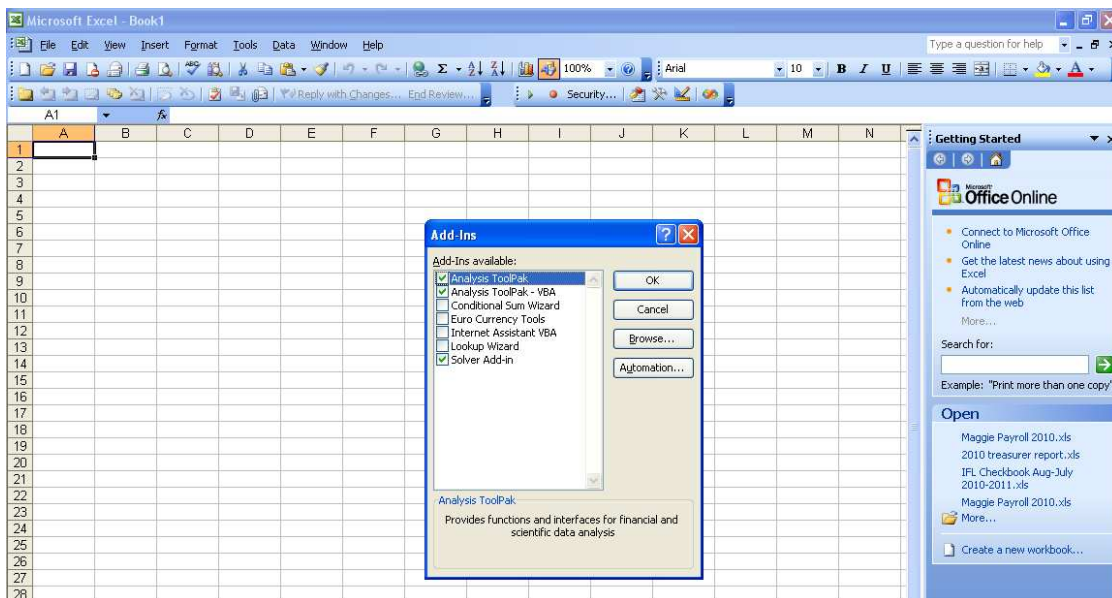 Microsoft Excel - Book1
File Edit View Insert Format Tools Data Window Help
Type a question for help
100% Arial 10 B I U
Reply with Changes... End Review... Security...
A1 fx
A B C D E F G H I J K L M N
1
2
3
4
5
6
7
8
9
10
11
12
13
14
15
16
17
18
19
20
21
22
23
24
25
26
27
28
Add-Ins
Add-Ins available:
Analysis ToolPak
Analysis ToolPak - VBA
Conditional Sum Wizard
Euro Currency Tools
Internet Assistant VBA
Lookup Wizard
Solver Add-in
OK
Cancel
Browse...
Automation...
Analysis ToolPak
Provides functions and interfaces for financial and
scientific data analysis
Getting Started
Microsoft
Office Online
Connect to Microsoft Office
Online
Get the latest news about using
Excel
Automatically update this list
from the web
More...
Search for:
Example: "Print more than one copy"
Open
Maggie Payroll 2010.xls
2010 treasurer report.xls
IFL Checkbook Aug-July
2010-2011.xls
Maggie Payroll 2010.xls
More...
Create a new workbook...